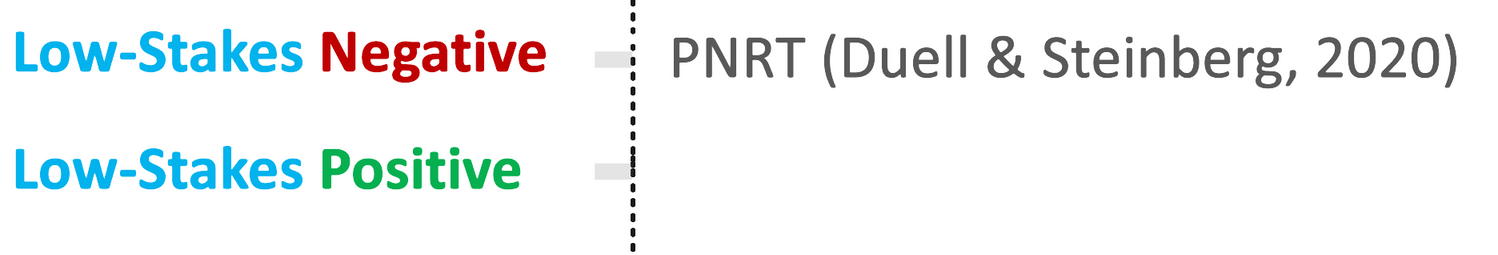 Low-Stakes Negative PNRT (Duell & Steinberg, 2020)
Low-Stakes Positive